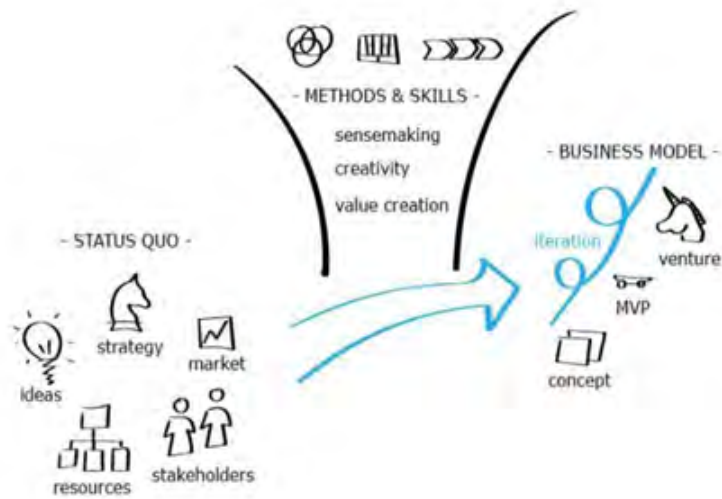 - METHODS & SKILLS -
sensemaking
creativity
value creation
- BUSINESS MODEL -
iteration
venture
MVP
concept
- STATUS QUO -
strategy
market
ideas
stakeholders
resources